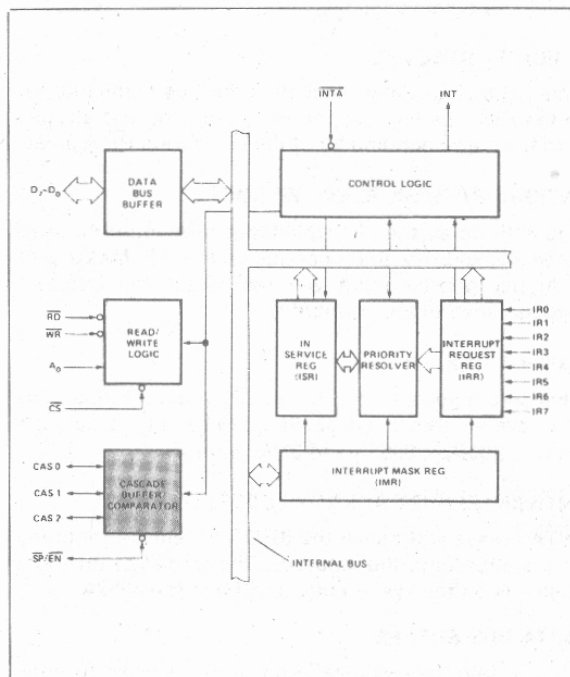 INTA
INT
D7-D0
DATA
BUS
BUFFER
CONTROL LOGIC
RD
WR
A0
CS
READ/
WRITE
LOGIC
IN
SERVICE
REG
(ISR)
PRIORITY
RESOLVER
INTERRUPT
REQUEST
REG
(IRR)
IR0
IR1
IR2
IR3
IR4
IR5
IR6
IR7
CAS 0
CAS 1
CAS 2
CASCADE
BUFFER
COMPARATOR
SP/EN
INTERRUPT MASK REG
(IMR)
INTERNAL BUS